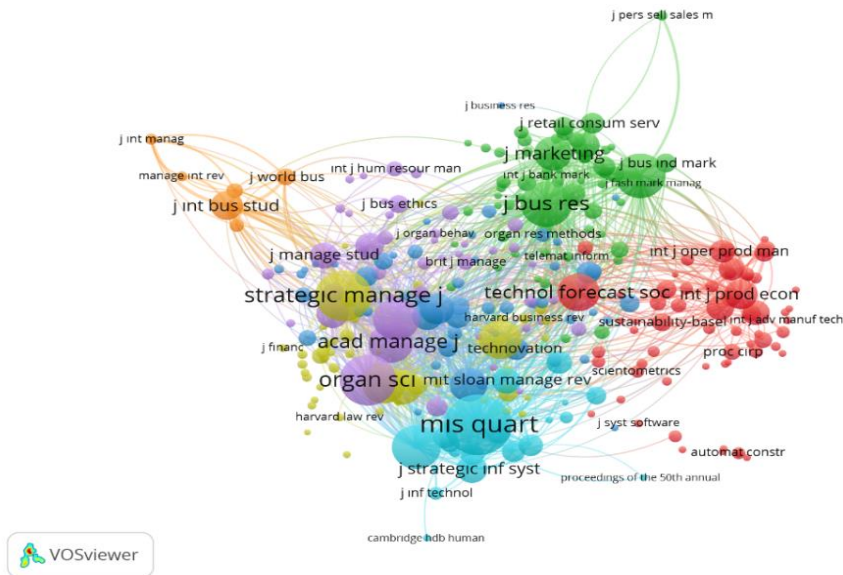 j pers sell sales m
j business res
j retail consum serv
j int manag
j marketing
manage int rev
j world bus
int j hum resour man
int j bank mark
j bus ind mark
j fash mark manag
j int bus stud
j bus ethics
j bus res
j organ behav
organ res methods
j manage stud
brit j manage
telemat inform
int j oper prod man
strategic manage j
technol forecast soc
int j prod econ
harvard business rev
sustainability-basel
int j adv manuf tech
j financ
acad manage j
technovation
proc cirp
scientometrics
organ sci
mit sloan manage rev
harvard law rev
mis quart
j syst software
automat constr
j strategic inf syst
proceedings of the 50th annual
j inf technol
cambridge hdb human
VOSviewer